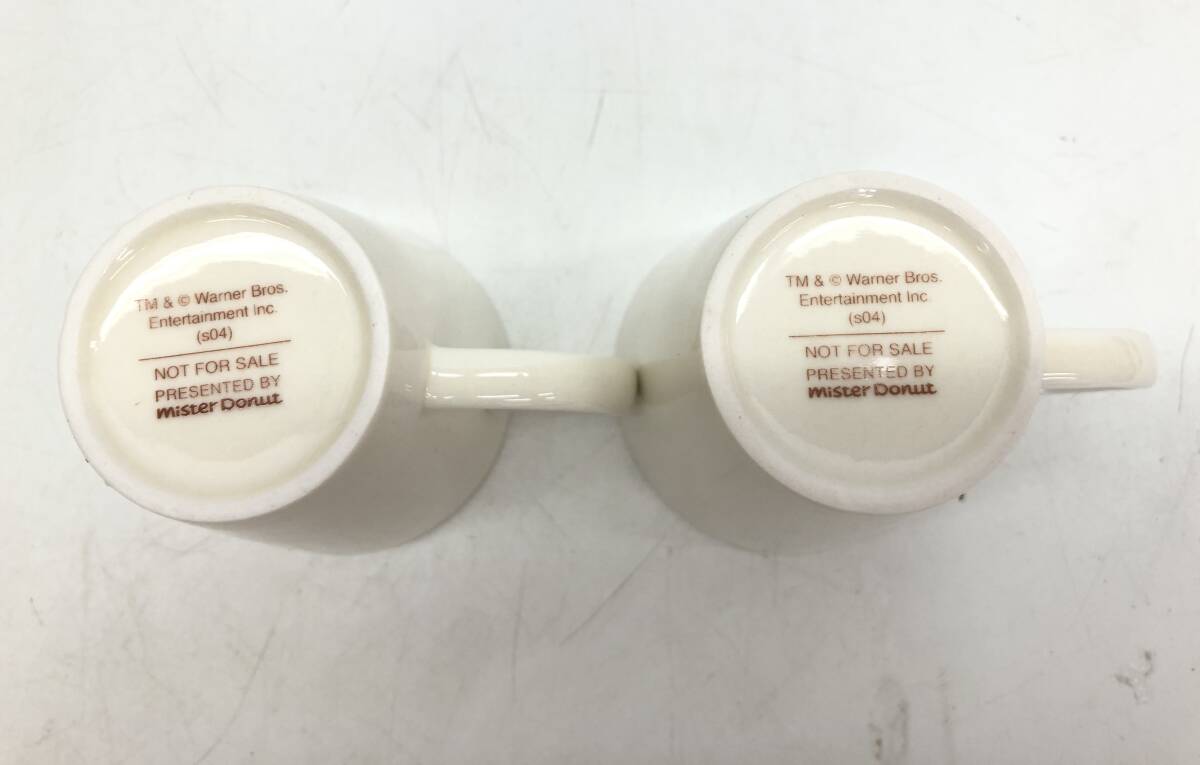 TM & © Warner Bros.
Entertainment Inc.
(s04)
NOT FOR SALE
PRESENTED BY
mister Donut
TM & © Warner Bros.
Entertainment Inc.
(s04)
NOT FOR SALE
PRESENTED BY
mister Donut